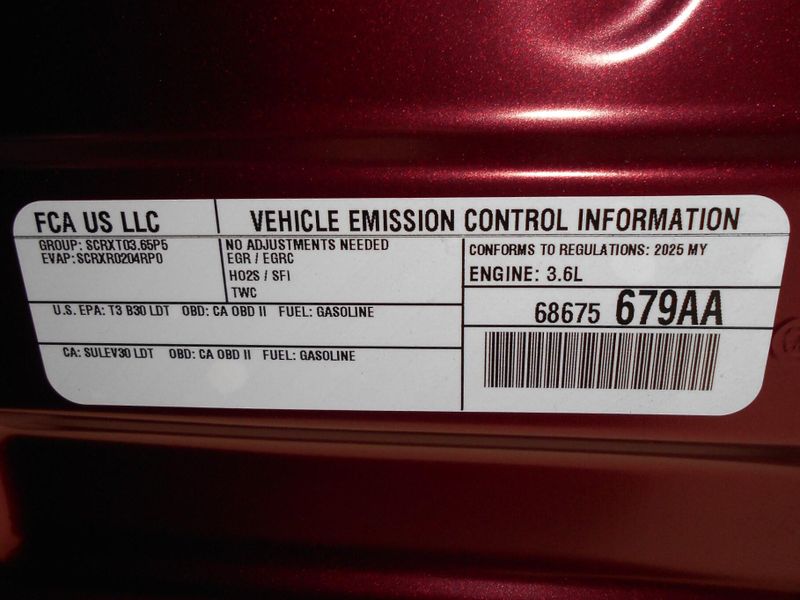 FCA US LLC
VEHICLE EMISSION CONTROL INFORMATION
GROUP: SCRXT03.65P5
EVAP: SCRXR0204RP0
NO ADJUSTMENTS NEEDED
EGR / EGRC
HO2S / SFI
TWC
CONFORMS TO REGULATIONS: 2025 MY
ENGINE: 3.6L
U.S. EPA: T3 B30 LDT OBD: CA OBD II FUEL: GASOLINE
68675 679AA
CA: SULEV30 LDT OBD: CA OBD II FUEL: GASOLINE